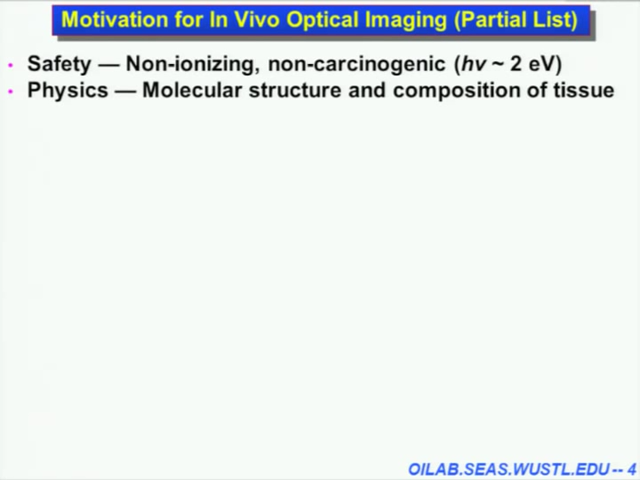 Motivation for In Vivo Optical Imaging (Partial List)
• Safety — Non-ionizing, non-carcinogenic (hv ~ 2 eV)
• Physics — Molecular structure and composition of tissue
OILAB.SEAS.WUSTL.EDU -- 4